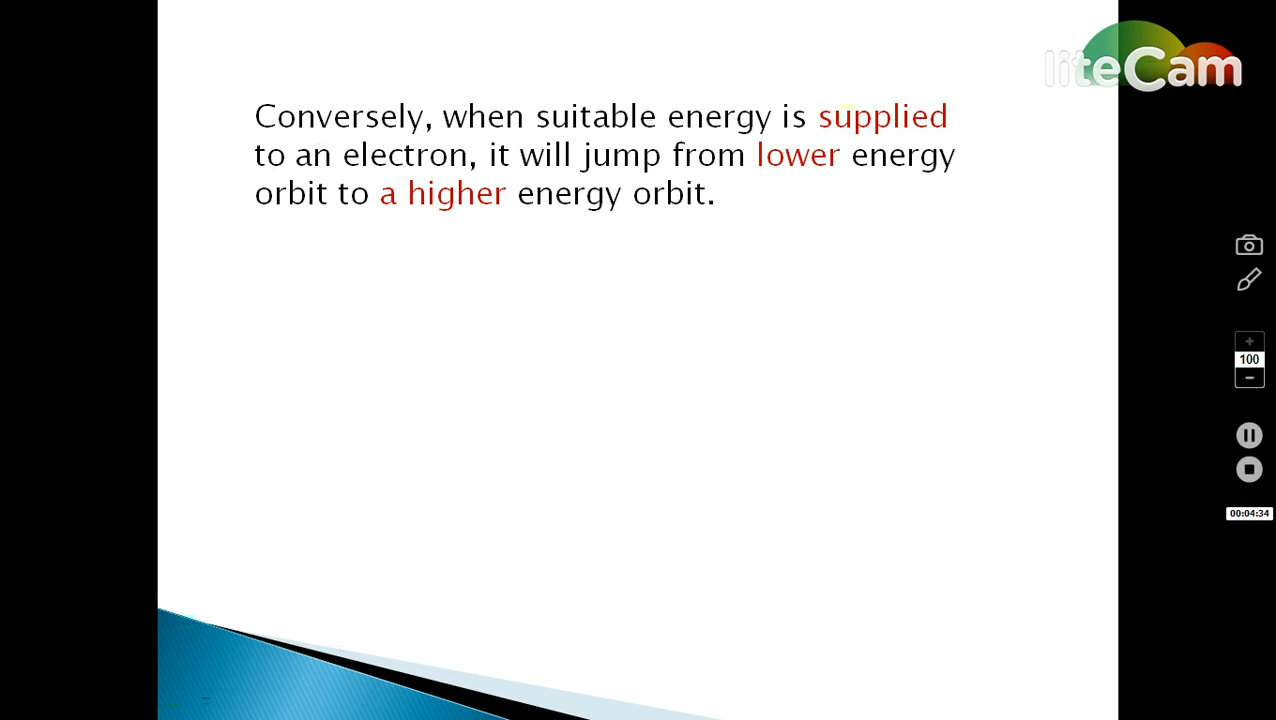 liteCam
Conversely, when suitable energy is supplied
to an electron, it will jump from lower energy
orbit to a higher energy orbit.
100
00:04:34